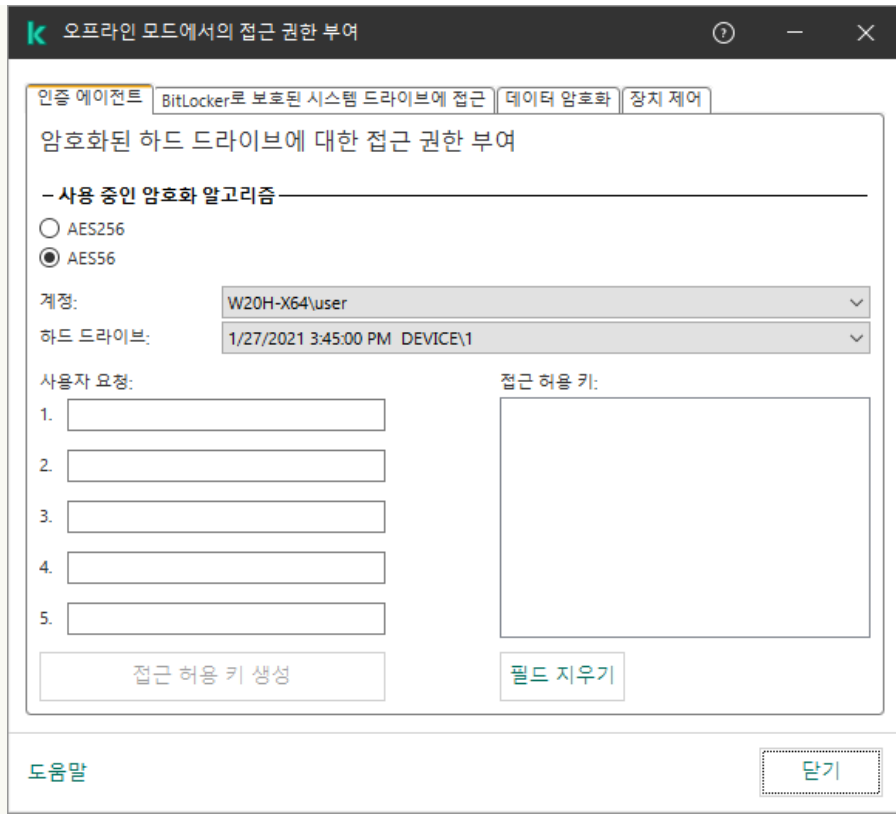 오프라인 모드에서의 접근 권한 부여
인증 에이전트 BitLocker로 보호된 시스템 드라이브에 접근 데이터 암호화 장치 제어
암호화된 하드 드라이브에 대한 접근 권한 부여
사용 중인 암호화 알고리즘
AES256
AES56
계정: W20H-X64\user
하드 드라이브: 1/27/2021 3:45:00 PM DEVICE\1
사용자 요청: 접근 허용 키:
1.
2.
3.
4.
5.
접근 허용 키 생성 필드 지우기
도움말 닫기